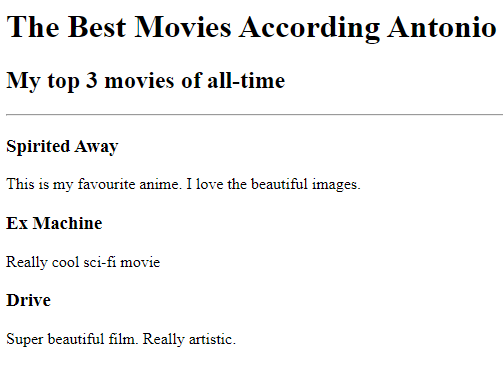 The Best Movies According Antonio
My top 3 movies of all-time
Spirited Away
This is my favourite anime. I love the beautiful images.
Ex Machine
Really cool sci-fi movie
Drive
Super beautiful film. Really artistic.